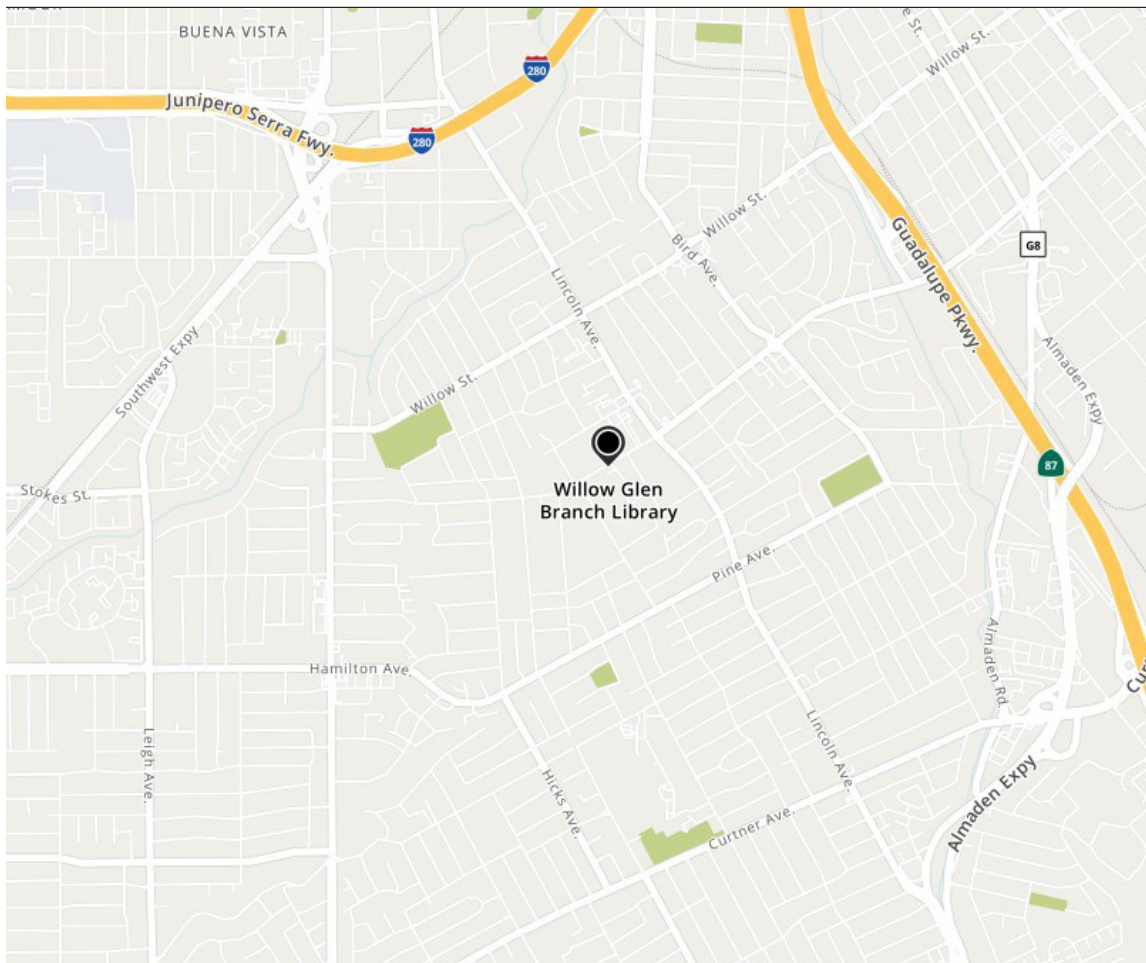 BUENA VISTA
Willow St.
280
Junipero Serra Fwy.
280
Willow St.
Guadalupe Pkwy.
Bird Ave.
G8
Lincoln Ave.
Southwest Expy
Almaden Expy
Willow St.
87
Stokes St.
Willow Glen
Branch Library
Pine Ave.
Hamilton Ave.
Almaden Rd.
Leigh Ave.
Lincoln Ave.
Hicks Ave.
Curtner Ave.
Almaden Expy